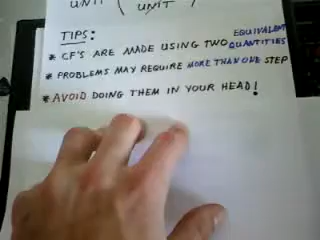 UNIT ( UNIT )
TIPS:
* CF'S ARE MADE USING TWO EQUIVALENT QUANTITIES
* PROBLEMS MAY REQUIRE MORE THAN ONE STEP
* AVOID DOING THEM IN YOUR HEAD!